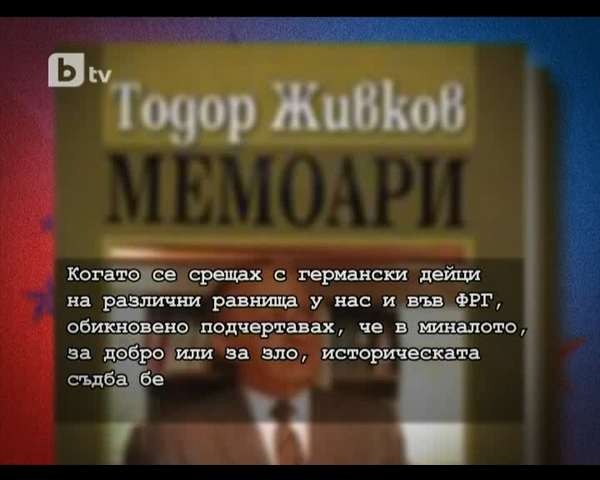 btv
Тодор Живков
МЕМОАРИ
Когато се срещах с германски дейци
на различни равнища у нас и във ФРГ,
обикновено подчертавах, че в миналото,
за добро или за зло, историческата
съдба бе